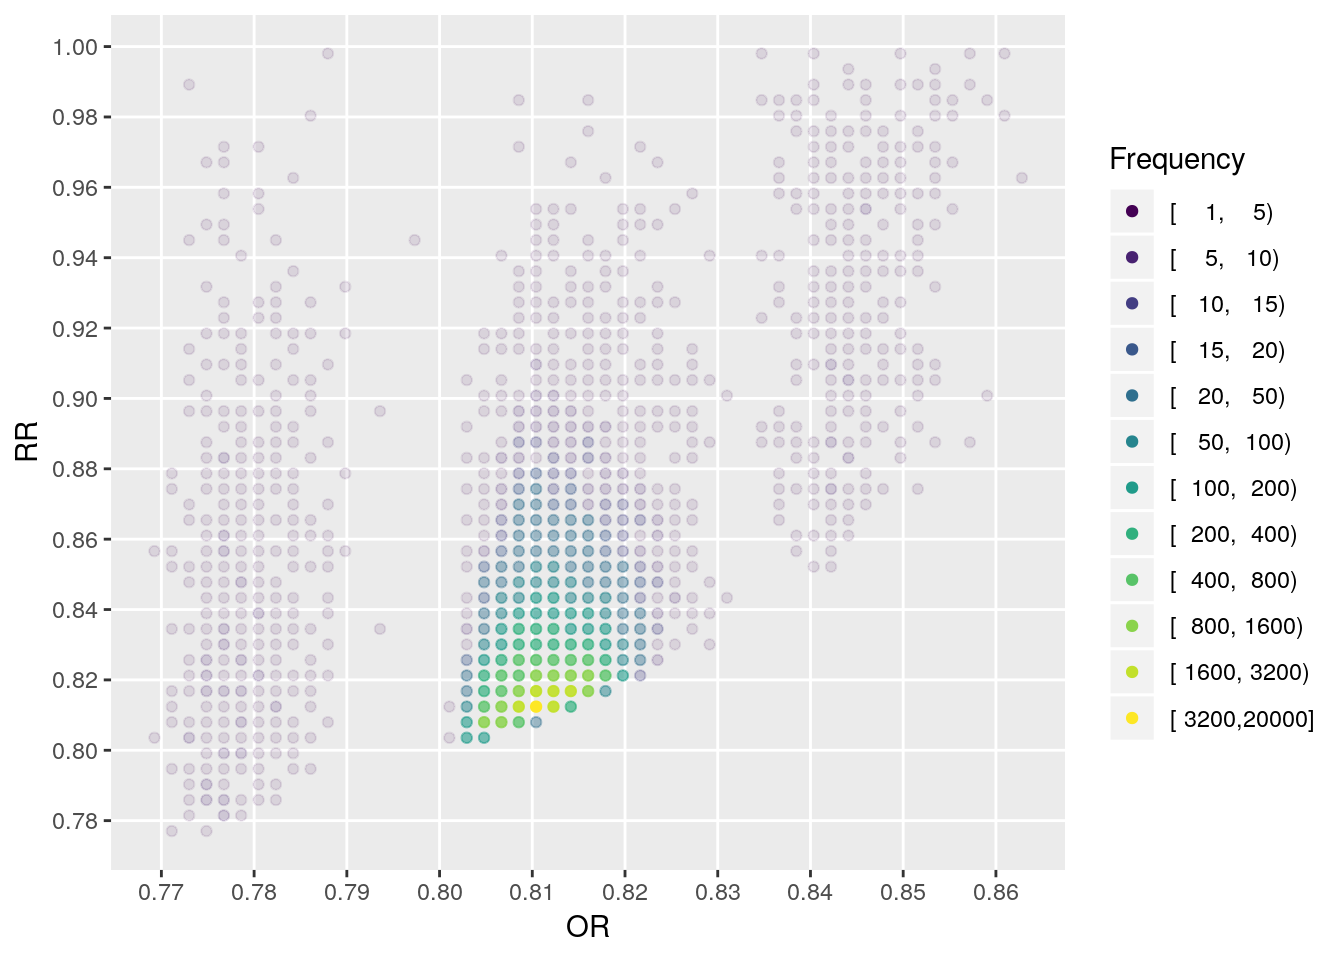 1.00
0.98
0.96
0.94
0.92
0.90
0.88
0.86
0.84
0.82
0.80
0.78
RR
0.77 0.78 0.79 0.80 0.81 0.82 0.83 0.84 0.85 0.86
OR
Frequency
[ 1, 5)
[ 5, 10)
[ 10, 15)
[ 15, 20)
[ 20, 50)
[ 50, 100)
[ 100, 200)
[ 200, 400)
[ 400, 800)
[ 800, 1600)
[ 1600, 3200)
[ 3200,20000]